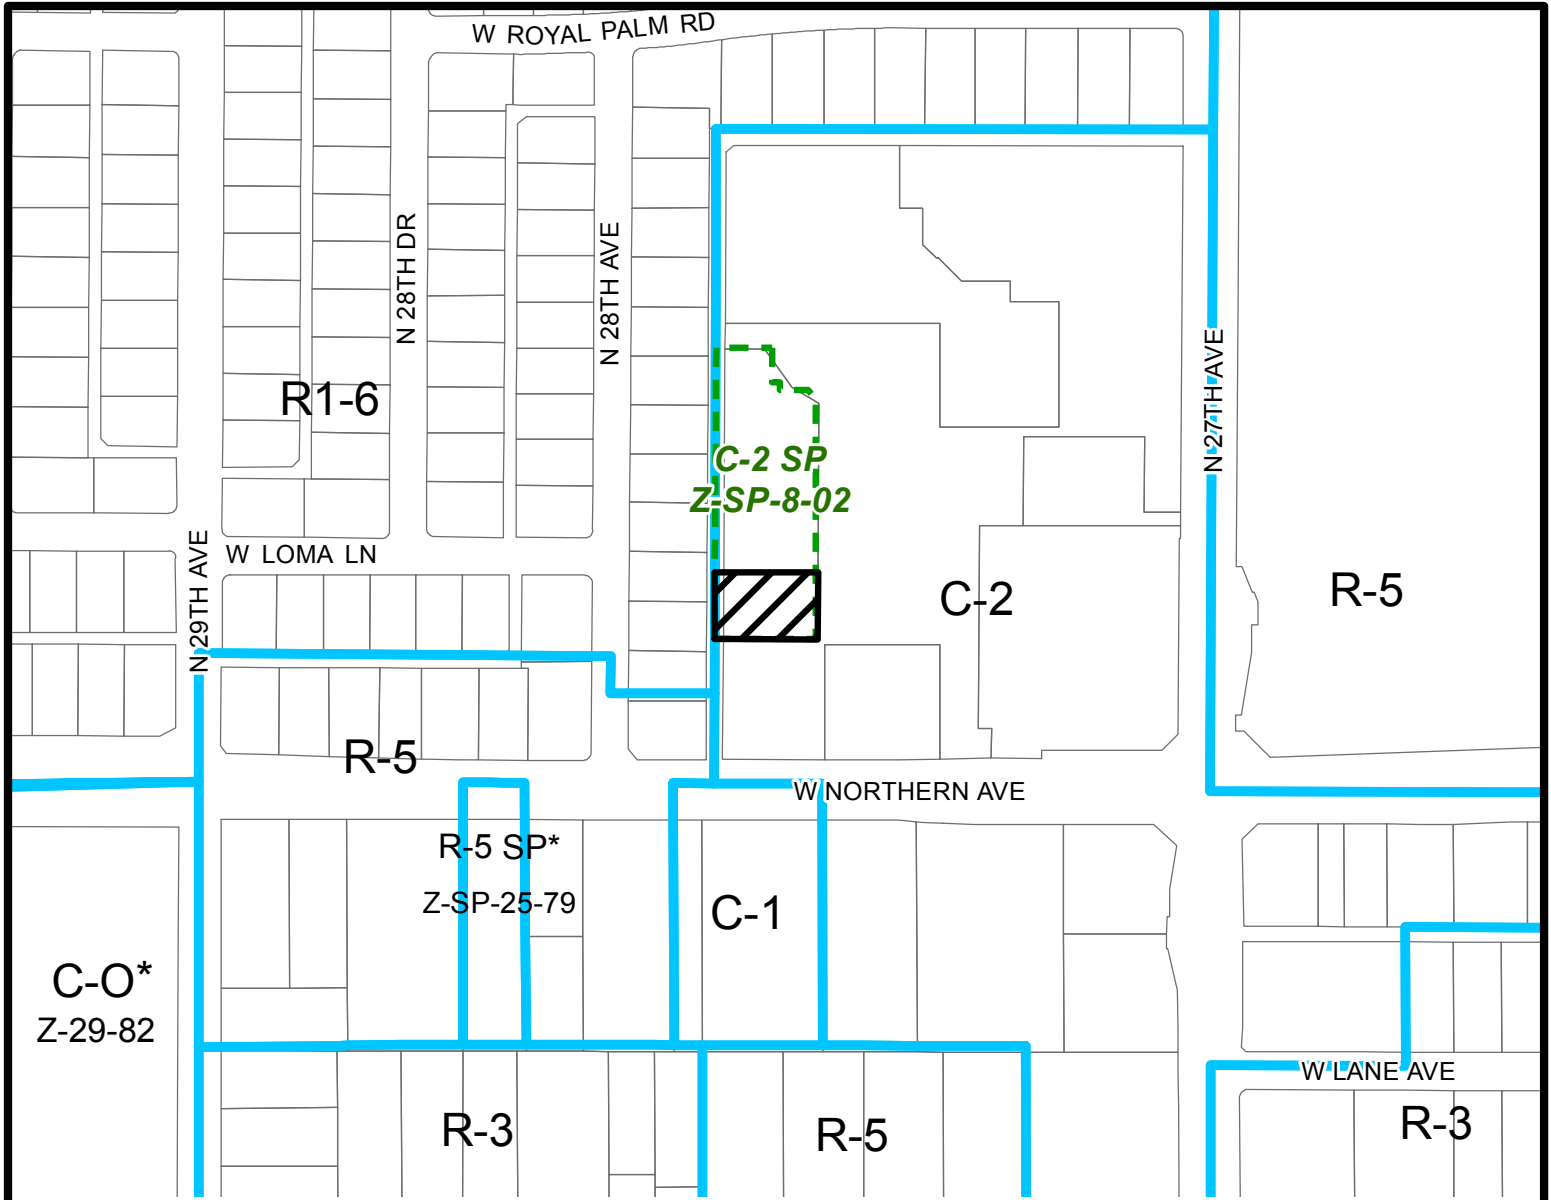 W ROYAL PALM RD
N 28TH DR
N 28TH AVE
N 27TH AVE
R1-6
C-2 SP
Z-SP-8-02
N 29TH AVE
W LOMA LN
C-2
R-5
R-5
W NORTHERN AVE
R-5 SP*
Z-SP-25-79
C-1
C-O*
Z-29-82
W LANE AVE
R-3
R-5
R-3